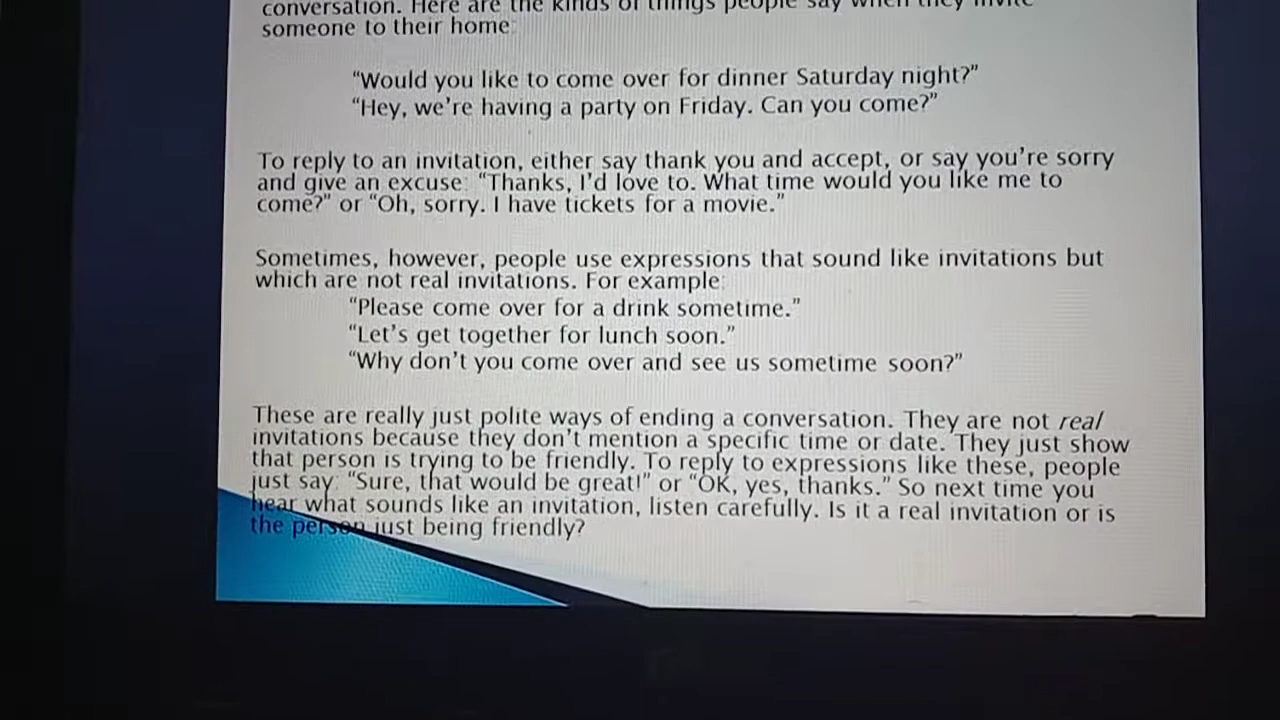 conversation. Here are the kinds of things people say when they invite
someone to their home:
“Would you like to come over for dinner Saturday night?”
“Hey, we’re having a party on Friday. Can you come?”
To reply to an invitation, either say thank you and accept, or say you’re sorry
and give an excuse: “Thanks, I’d love to. What time would you like me to
come?” or “Oh, sorry. I have tickets for a movie.”
Sometimes, however, people use expressions that sound like invitations but
which are not real invitations. For example:
“Please come over for a drink sometime.”
“Let’s get together for lunch soon.”
“Why don’t you come over and see us sometime soon?”
These are really just polite ways of ending a conversation. They are not real
invitations because they don’t mention a specific time or date. They just show
that person is trying to be friendly. To reply to expressions like these, people
just say: “Sure, that would be great!” or “OK, yes, thanks.” So next time you
hear what sounds like an invitation, listen carefully. Is it a real invitation or is
the person just being friendly?